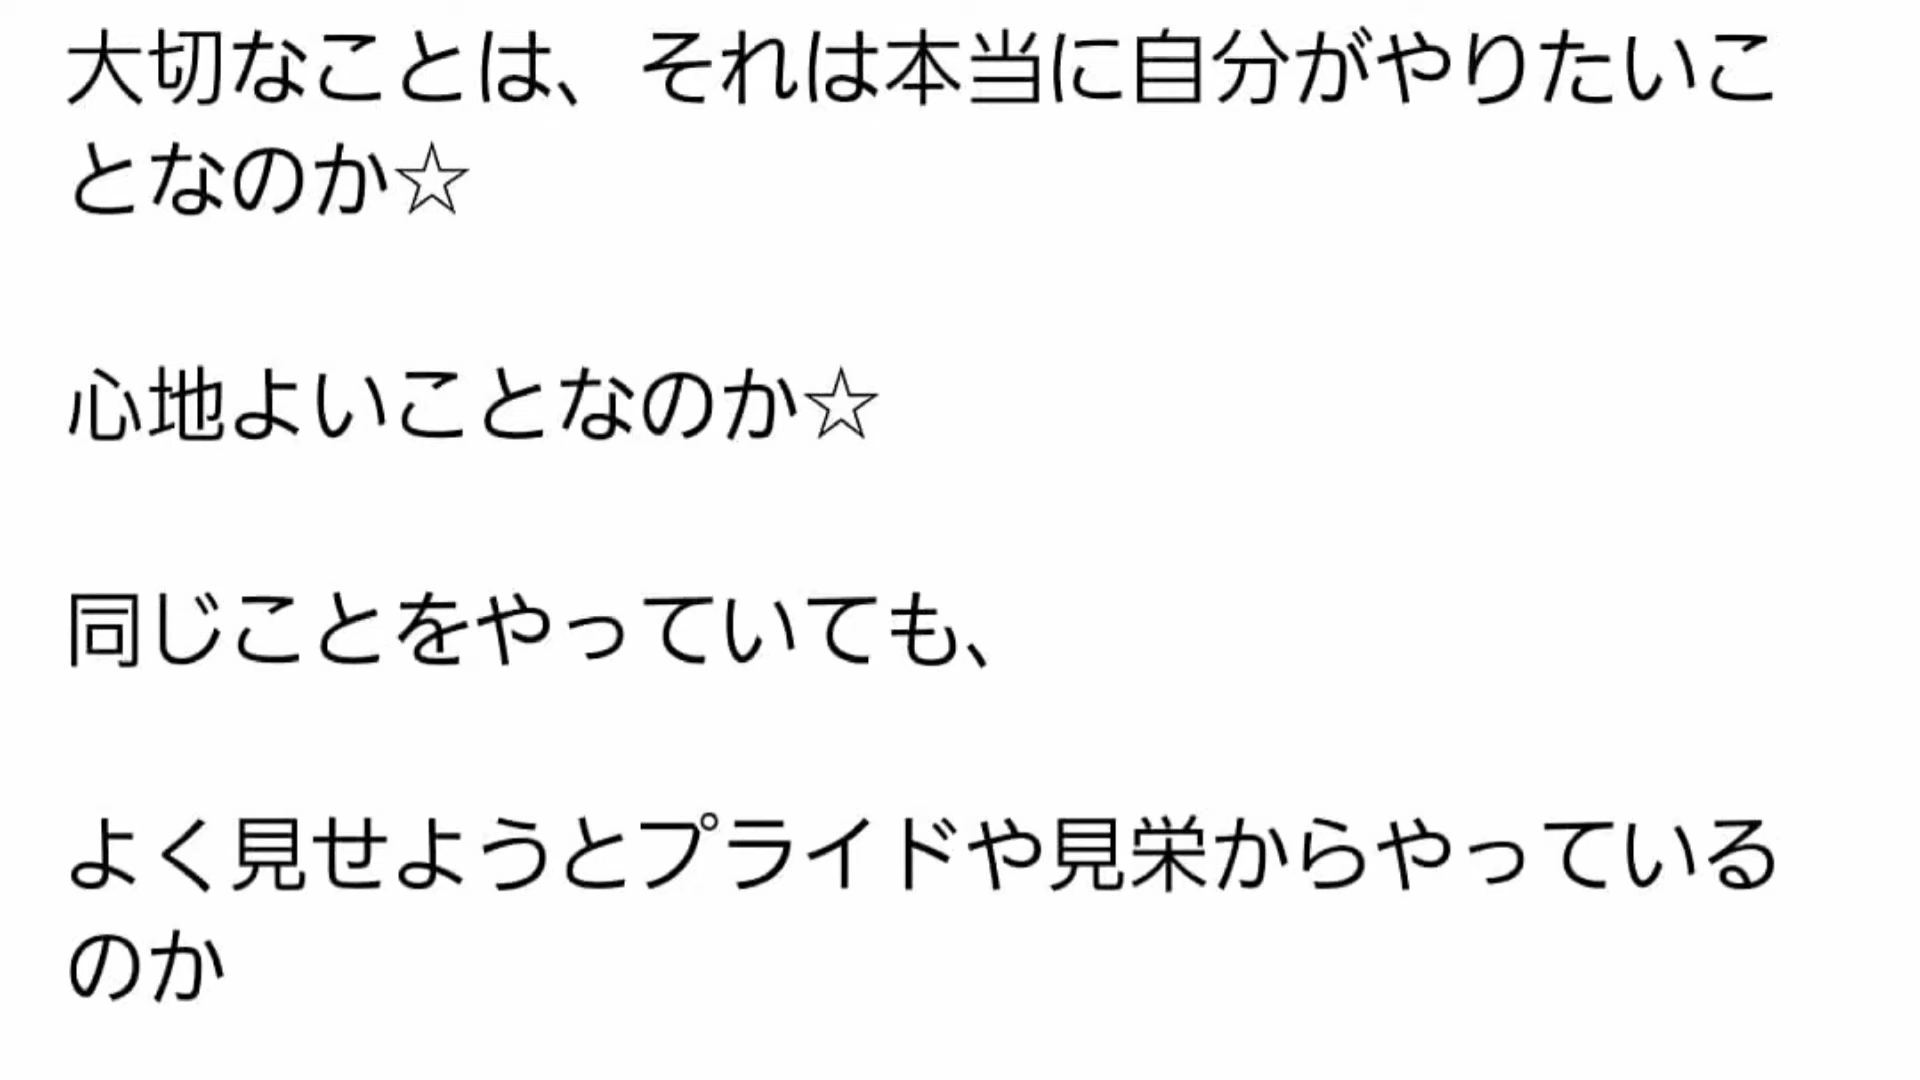 大切なことは、それは本当に自分がやりたいこ
となのか☆
心地よいことなのか☆
同じことをやっていても、
よく見せようとプライドや見栄からやっている
のか